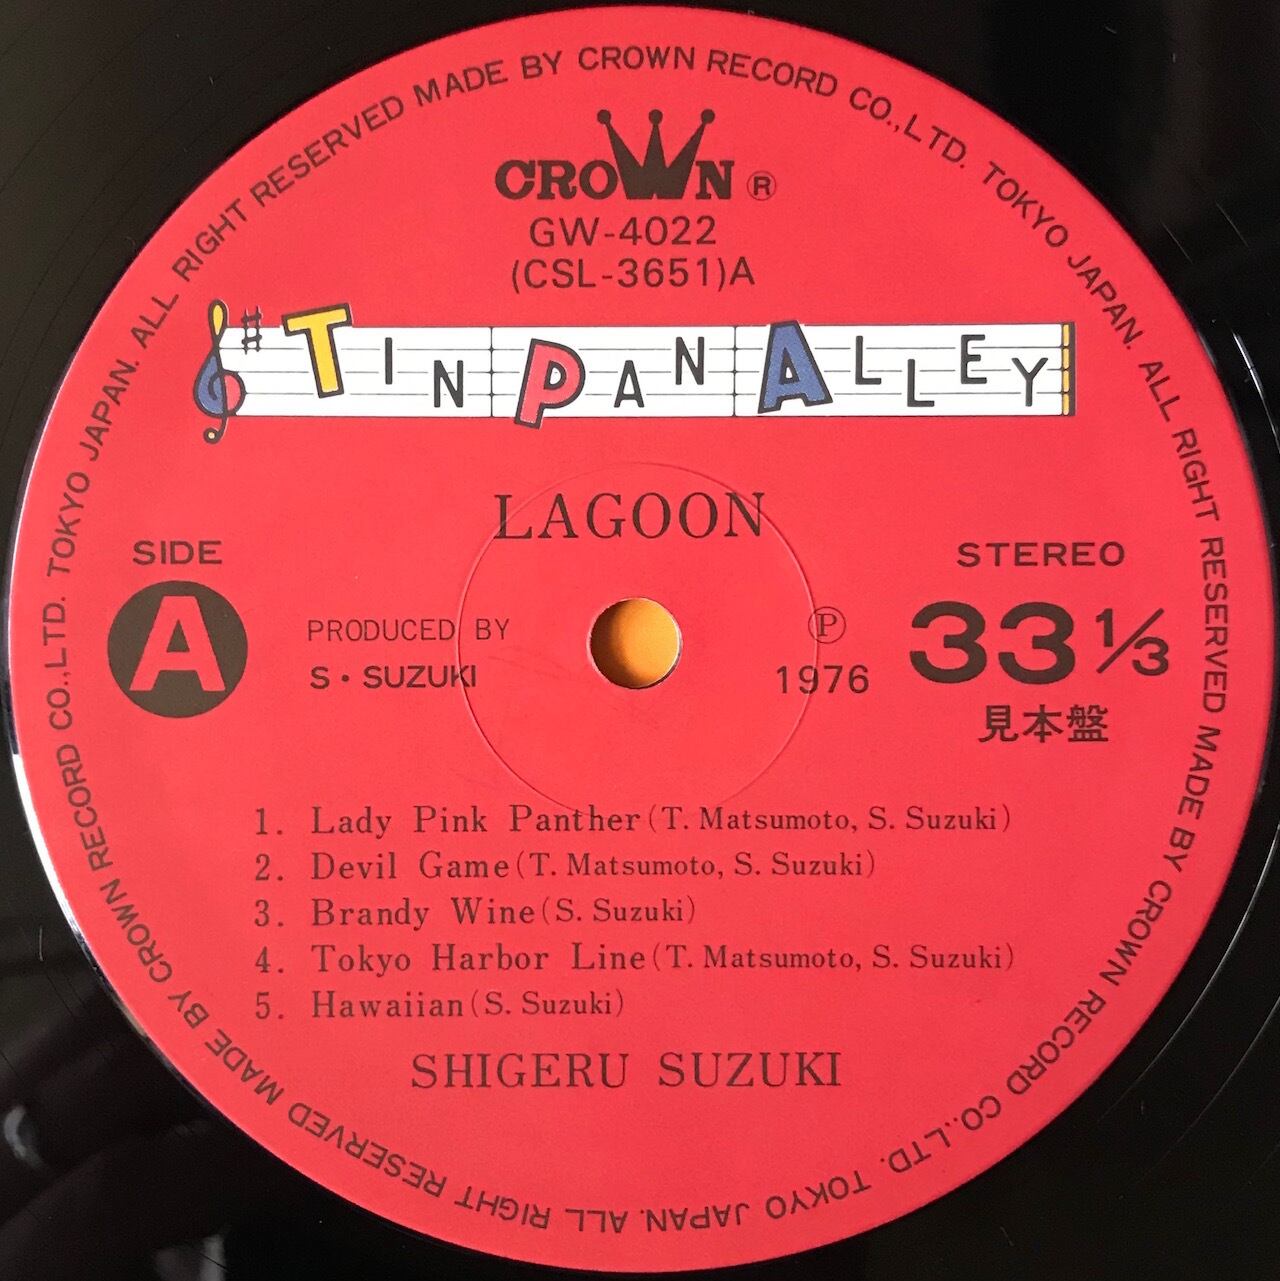 MADE BY CROWN RECORD CO.,LTD. TOKYO JAPAN. ALL RIGHT RESERVED MADE BY CROWN RECORD CO.,LTD. TOKYO JAPAN. ALL RIGHT RESERVED MADE BY CROWN RECORD CO.,LTD. TOKYO JAPAN. ALL RIGHT RESERVED
CROWN ®
GW-4022
(CSL-3651)A
TIN PAN ALLEY
LAGOON
SIDE
A
PRODUCED BY
S・SUZUKI
℗
1976
STEREO
33 1/3
見本盤
1. Lady Pink Panther(T. Matsumoto, S. Suzuki)
2. Devil Game(T. Matsumoto, S. Suzuki)
3. Brandy Wine(S. Suzuki)
4. Tokyo Harbor Line(T. Matsumoto, S. Suzuki)
5. Hawaiian(S. Suzuki)
SHIGERU SUZUKI